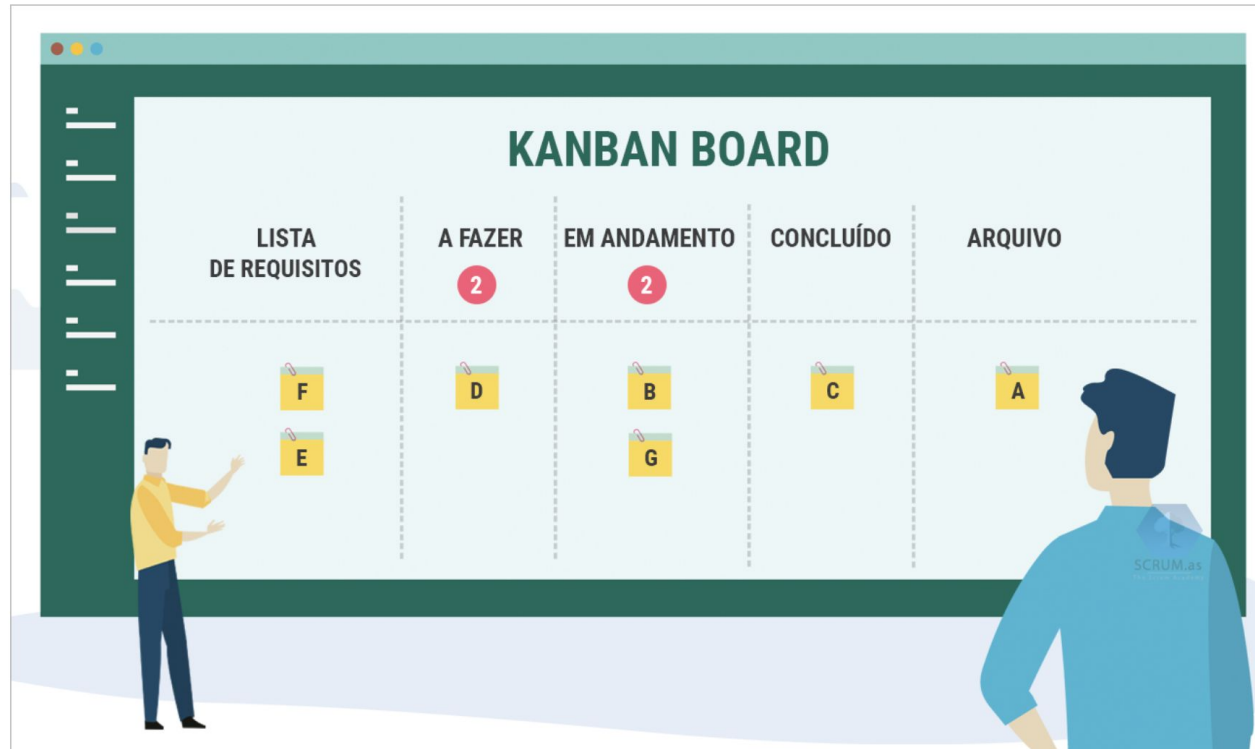 KANBAN BOARD
LISTA
DE REQUISITOS
A FAZER
2
EM ANDAMENTO
2
CONCLUÍDO
ARQUIVO
F
D
B
C
A
E
G
SCRUM.as